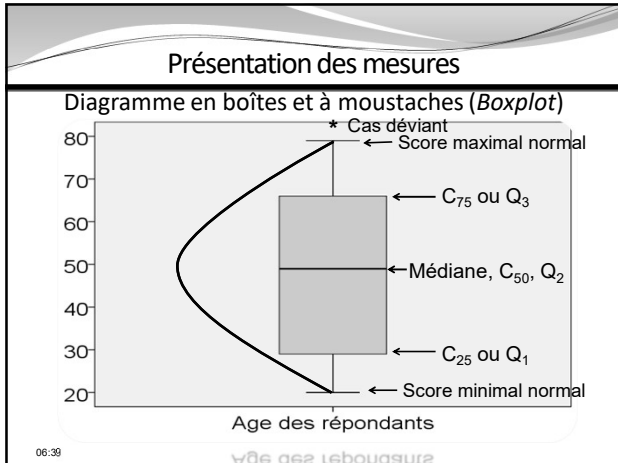 Présentation des mesures
Diagramme en boîtes et à moustaches (Boxplot)
* Cas déviant
80
Score maximal normal
70
C75 ou Q3
60
50
Médiane, C50, Q2
40
30
C25 ou Q1
20
Score minimal normal
Age des répondants
06:39